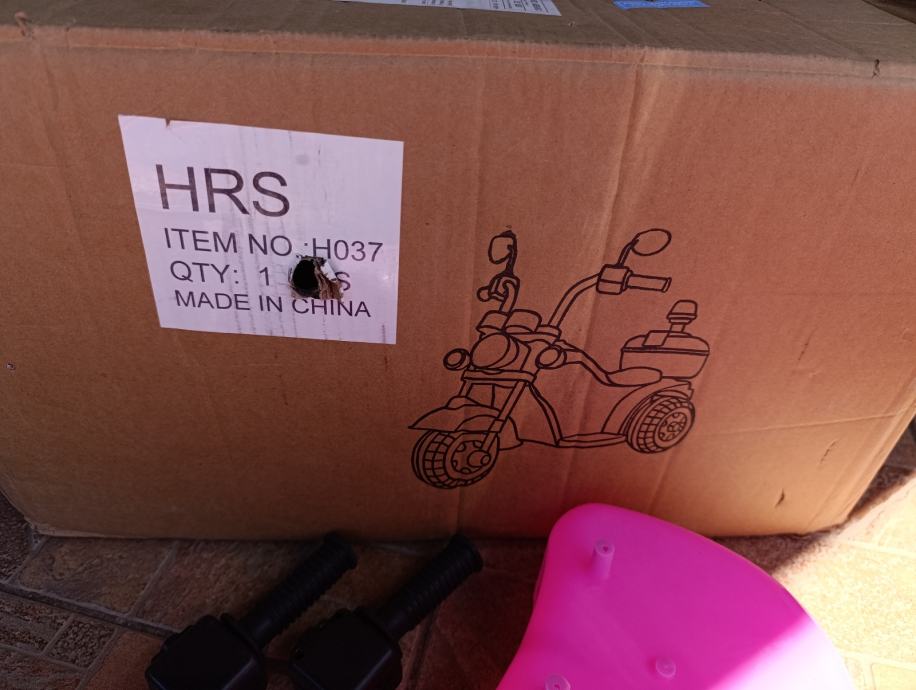 HRS
ITEM NO.:H037
QTY: 1
MADE IN CHINA